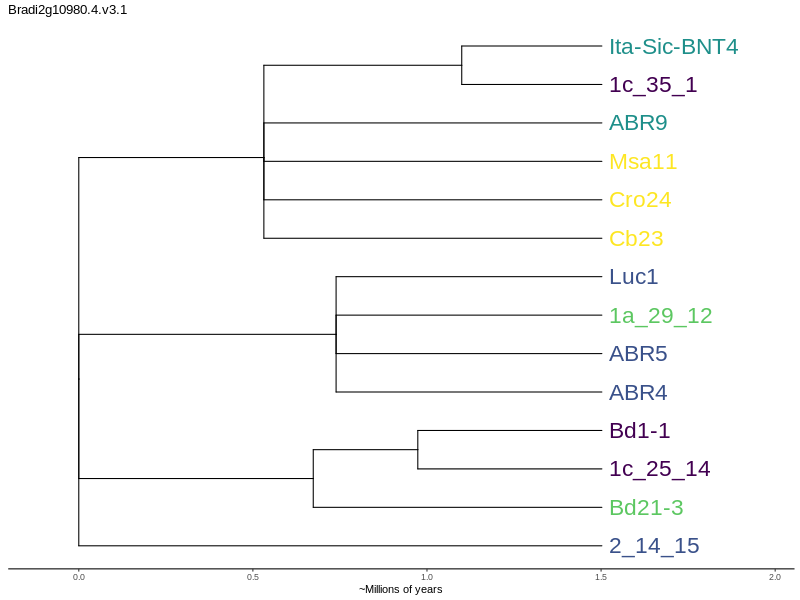 Bradi2g10980.4.v3.1
Ita-Sic-BNT4
1c_35_1
ABR9
Msa11
Cro24
Cb23
Luc1
1a_29_12
ABR5
ABR4
Bd1-1
1c_25_14
Bd21-3
2_14_15
0.0 0.5 1.0 1.5 2.0
~Millions of years